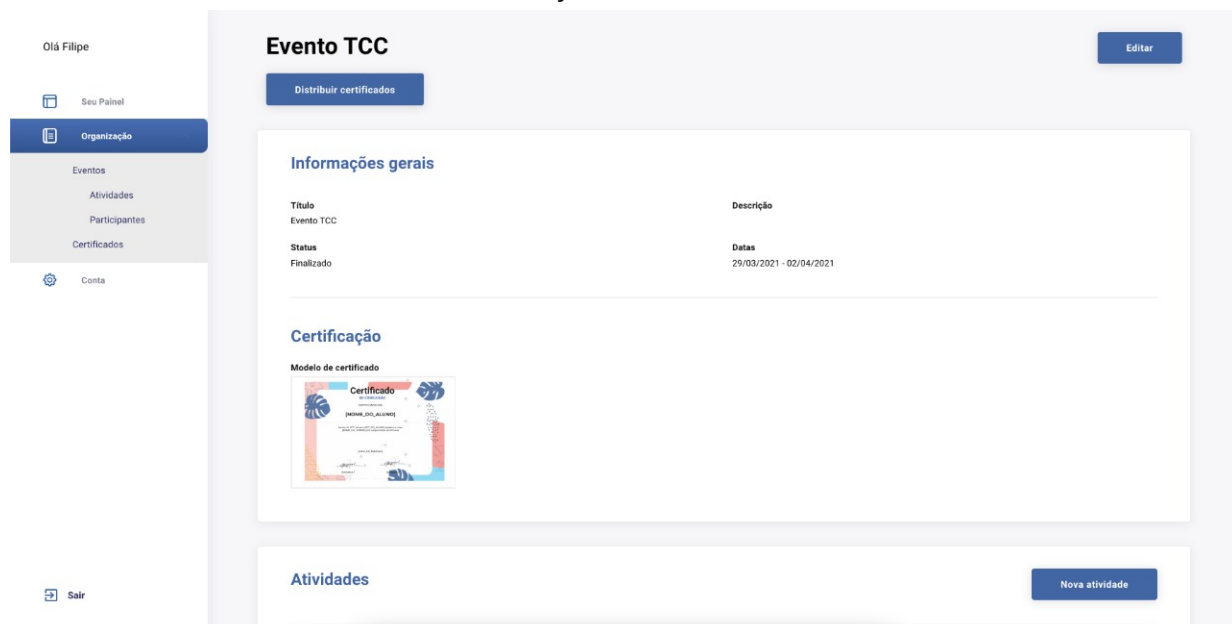 Olá Filipe
Seu Painel
Organização
Eventos
Atividades
Participantes
Certificados
Conta
Sair
Evento TCC
Editar
Distribuir certificados
Informações gerais
Título
Evento TCC
Descrição
Status
Finalizado
Datas
29/03/2021 - 02/04/2021
Certificação
Modelo de certificado
Certificado
[NOME_DO_ALUNO]
Atividades
Nova atividade